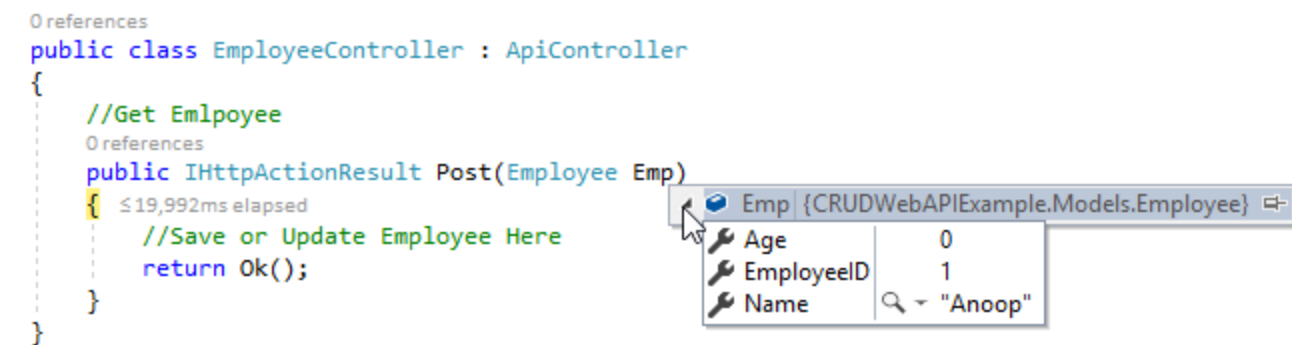 0 references
public class EmployeeController : ApiController
{
//Get Emlpoyee
0 references
public IHttpActionResult Post(Employee Emp)
{ ≤19,992ms elapsed
Emp {CRUDWebAPIExample.Models.Employee}
//Save or Update Employee Here
Age 0
return Ok();
EmployeeID 1
}
Name "Anoop"
}